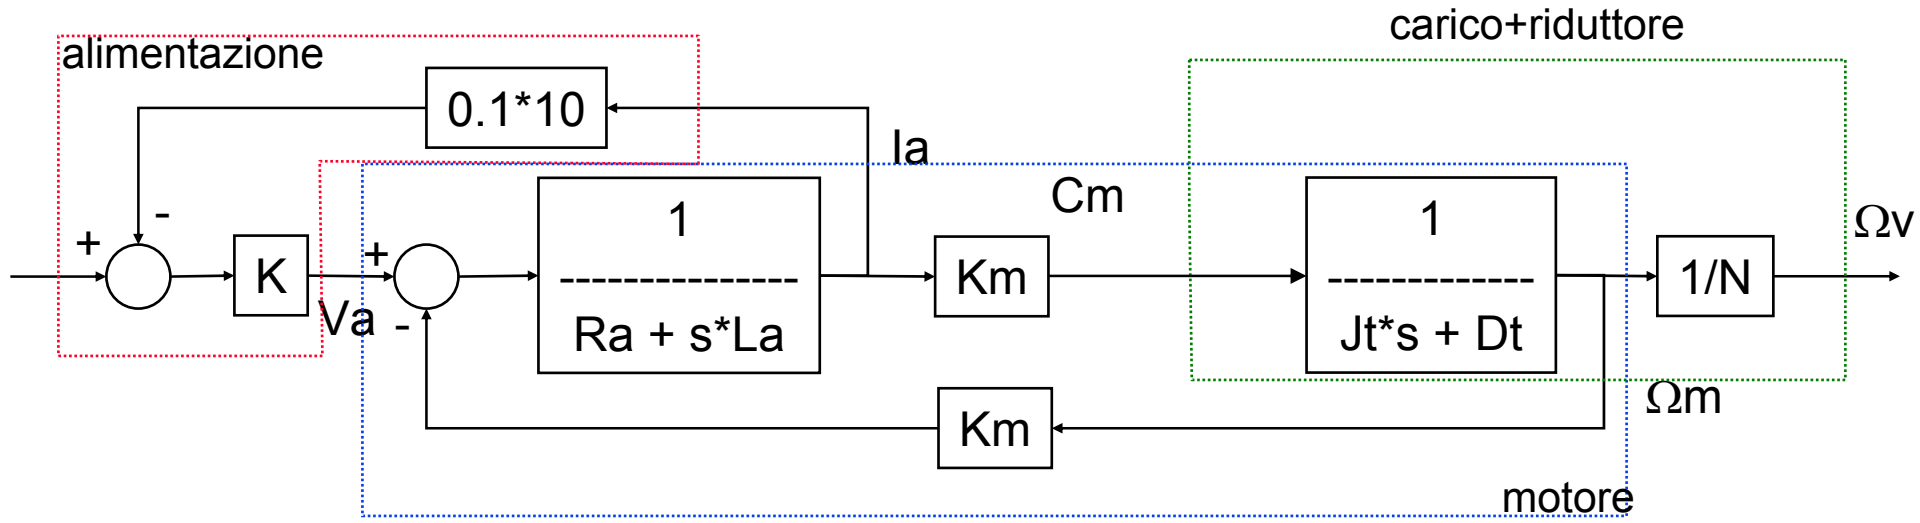 carico+riduttore
alimentazione
0.1*10
Ia
Cm
+
-
K
Va
+
-
1
------------------
Ra + s*La
Km
1
---------------
Jt*s + Dt
1/N
Ωv
Ωm
Km
motore